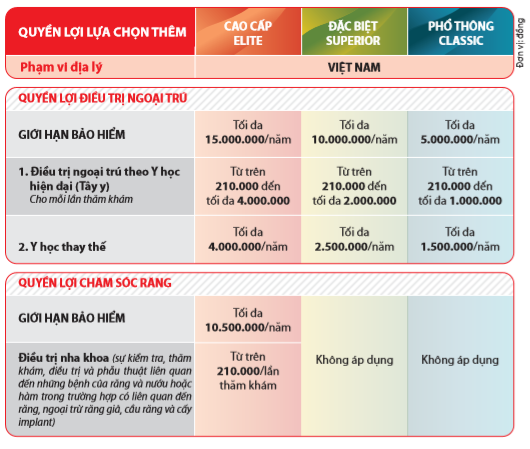 QUYỀN LỢI LỰA CHỌN THÊM
CAO CẤP
ELITE
ĐẶC BIỆT
SUPERIOR
PHỔ THÔNG
CLASSIC
Đơn vị: đồng
Phạm vi địa lý
VIỆT NAM
QUYỀN LỢI ĐIỀU TRỊ NGOẠI TRÚ
GIỚI HẠN BẢO HIỂM
Tối đa
15.000.000/năm
Tối đa
10.000.000/năm
Tối đa
5.000.000/năm
1. Điều trị ngoại trú theo Y học
hiện đại (Tây y)
Cho mỗi lần thăm khám
Từ trên
210.000 đến
tối đa 4.000.000
Từ trên
210.000 đến
tối đa 2.000.000
Từ trên
210.000 đến
tối đa 1.000.000
2. Y học thay thế
Tối đa
4.000.000/năm
Tối đa
2.500.000/năm
Tối đa
1.500.000/năm
QUYỀN LỢI CHĂM SÓC RĂNG
GIỚI HẠN BẢO HIỂM
Tối đa
10.500.000/năm
Điều trị nha khoa (sự kiểm tra, thăm
khám, điều trị và phẫu thuật liên quan
đến những bệnh của răng và nướu hoặc
hàm trong trường hợp có liên quan đến
răng, ngoại trừ răng giả, cầu răng và cấy
implant)
Từ trên
210.000/lần
thăm khám
Không áp dụng
Không áp dụng